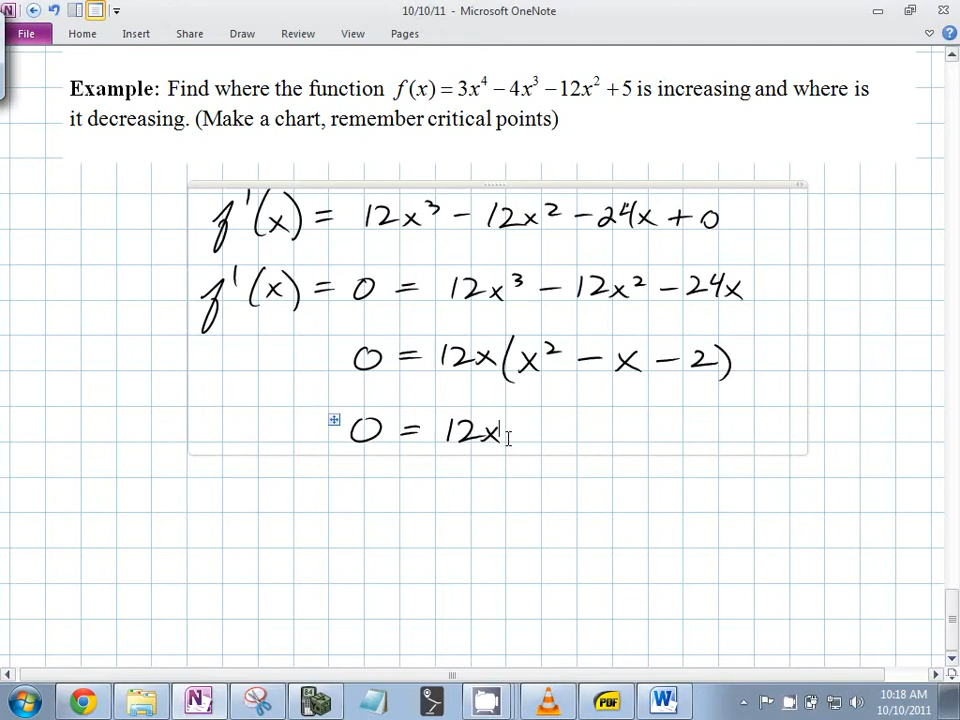 10/10/11 - Microsoft OneNote
File Home Insert Share Draw Review View Pages
Example: Find where the function f(x) = 3x⁴ − 4x³ − 12x² + 5 is increasing and where is
it decreasing. (Make a chart, remember critical points)
f'(x) = 12x³ − 12x² − 24x + 0
f'(x) = 0 = 12x³ − 12x² − 24x
0 = 12x(x² − x − 2)
0 = 12x
84
PDF
10:18 AM
10/10/2011